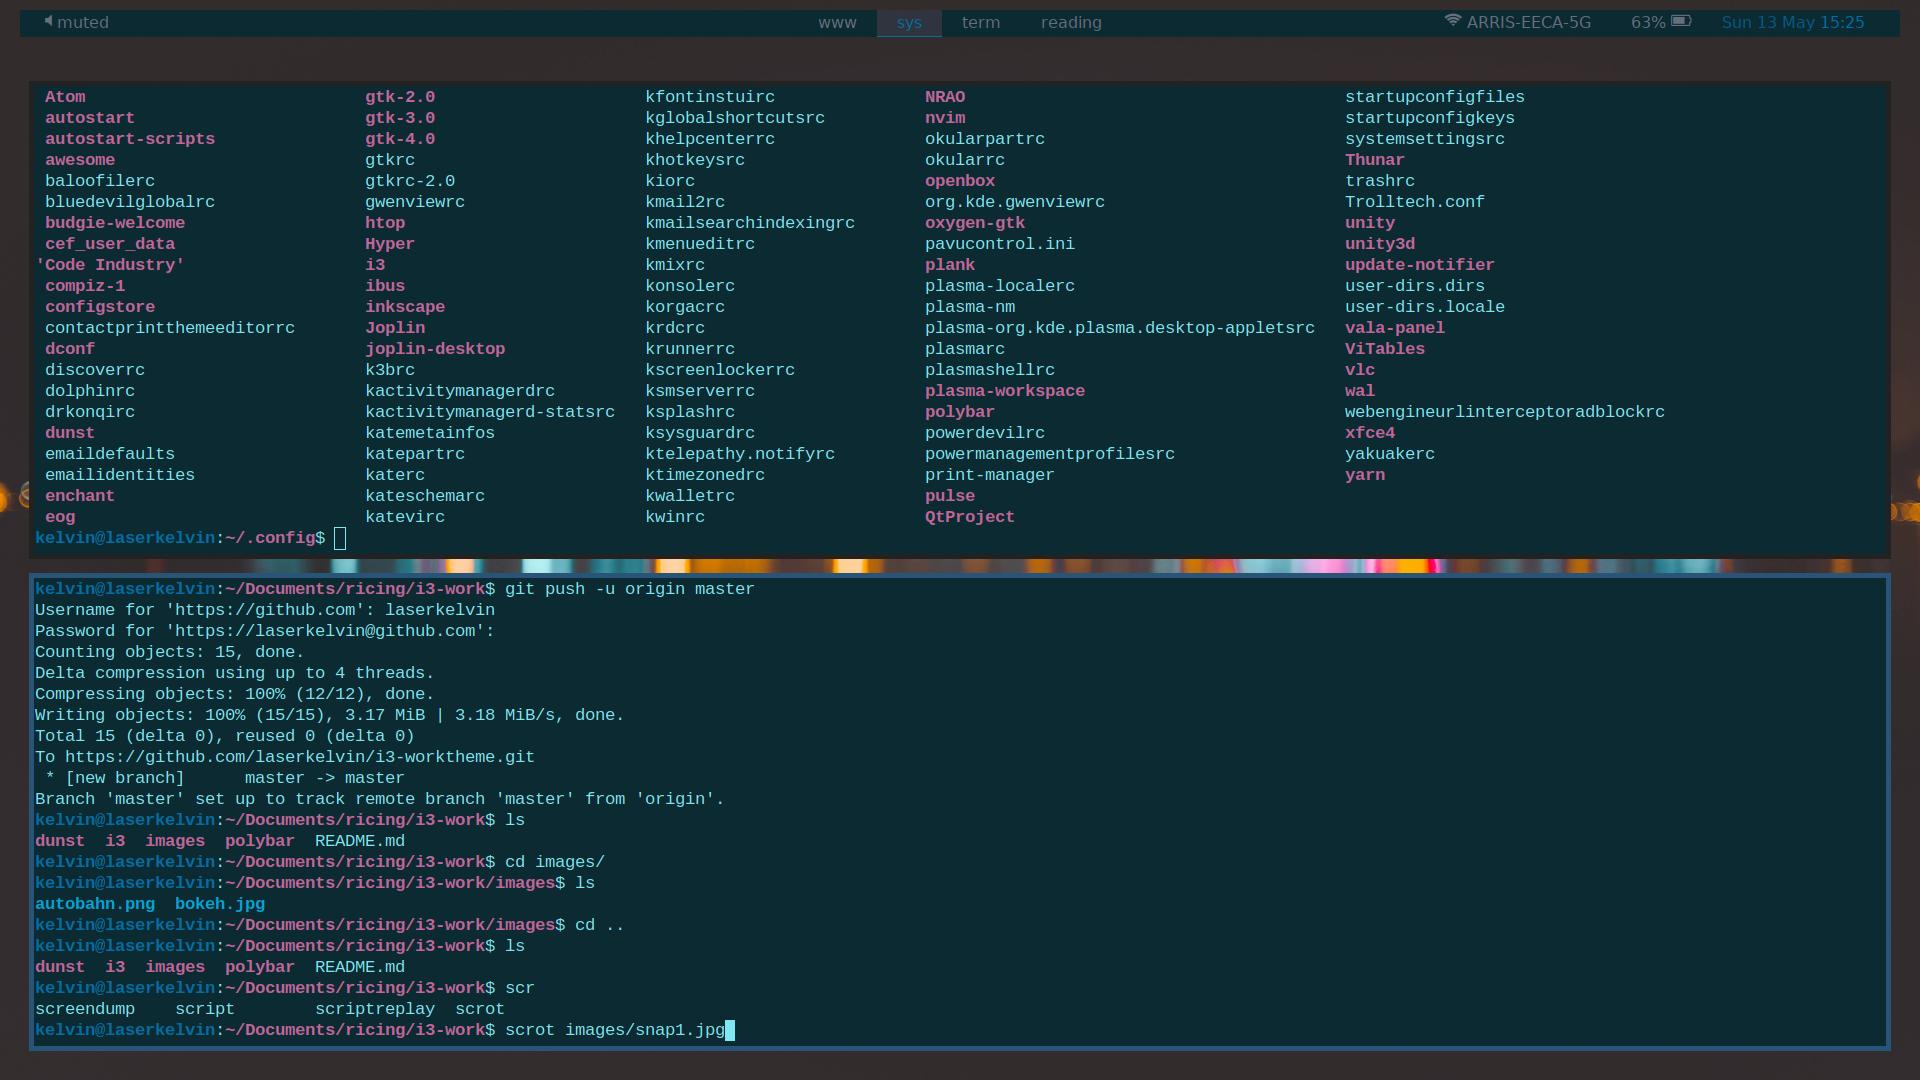 muted www sys term reading ARRIS-EECA-5G 63% Sun 13 May 15:25
Atom gtk-2.0 kfontinstuirc NRAO startupconfigfiles
autostart gtk-3.0 kglobalshortcutsrc nvim startupconfigkeys
autostart-scripts gtk-4.0 khelpcenterrc okularpartrc systemsettingsrc
awesome gtkrc khotkeysrc okularrc Thunar
baloofilerc gtkrc-2.0 kiorc openbox trashrc
bluedevilglobalrc gwenviewrc kmail2rc org.kde.gwenviewrc Trolltech.conf
budgie-welcome htop kmailsearchindexingrc oxygen-gtk unity
cef_user_data Hyper kmenueditrc pavucontrol.ini unity3d
'Code Industry' i3 kmixrc plank update-notifier
compiz-1 ibus konsolerc plasma-localerc user-dirs.dirs
configstore inkscape korgacrc plasma-nm user-dirs.locale
contactprintthemeeditorrc Joplin krdcrc plasma-org.kde.plasma.desktop-appletsrc vala-panel
dconf joplin-desktop krunnerrc plasmarc ViTables
discoverrc k3brc kscreenlockerrc plasmashellrc vlc
dolphinrc kactivitymanagerdrc ksmserverrc plasma-workspace wal
drkonqirc kactivitymanagerd-statsrc ksplashrc polybar webengineurlinterceptoradblockrc
dunst katemetainfos ksysguardrc powerdevilrc xfce4
emaildefaults katepartrc ktelepathy.notifyrc powermanagementprofilesrc yakuakerc
emailidentities katerc ktimezonedrc print-manager yarn
enchant kateschemarc kwalletrc pulse
eog katevirc kwinrc QtProject
kelvin@laserkelvin:~/.config$
kelvin@laserkelvin:~/Documents/ricing/i3-work$ git push -u origin master
Username for 'https://github.com': laserkelvin
Password for 'https://laserkelvin@github.com':
Counting objects: 15, done.
Delta compression using up to 4 threads.
Compressing objects: 100% (12/12), done.
Writing objects: 100% (15/15), 3.17 MiB | 3.18 MiB/s, done.
Total 15 (delta 0), reused 0 (delta 0)
To https://github.com/laserkelvin/i3-worktheme.git
* [new branch]      master -> master
Branch 'master' set up to track remote branch 'master' from 'origin'.
kelvin@laserkelvin:~/Documents/ricing/i3-work$ ls
dunst  i3  images  polybar  README.md
kelvin@laserkelvin:~/Documents/ricing/i3-work$ cd images/
kelvin@laserkelvin:~/Documents/ricing/i3-work/images$ ls
autobahn.png  bokeh.jpg
kelvin@laserkelvin:~/Documents/ricing/i3-work/images$ cd ..
kelvin@laserkelvin:~/Documents/ricing/i3-work$ ls
dunst  i3  images  polybar  README.md
kelvin@laserkelvin:~/Documents/ricing/i3-work$ scr
screendump    script        scriptreplay  scrot
kelvin@laserkelvin:~/Documents/ricing/i3-work$ scrot images/snap1.jpg